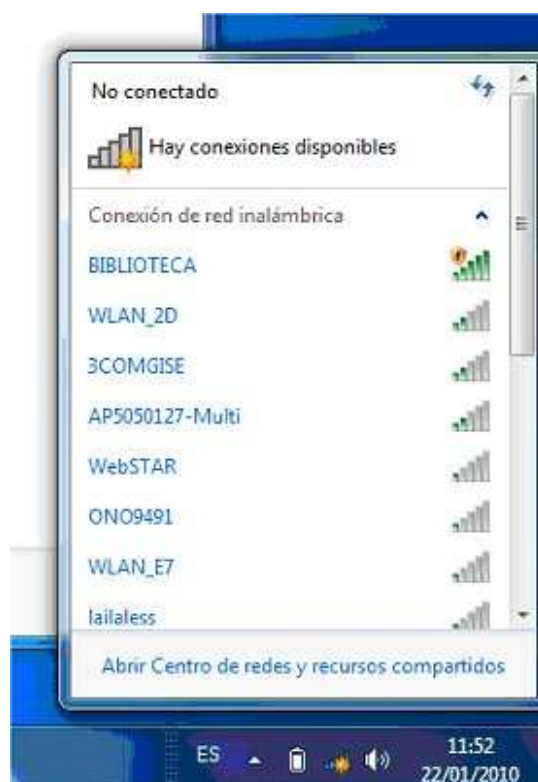 No conectado
Hay conexiones disponibles
Conexión de red inalámbrica
BIBLIOTECA
WLAN_2D
3COMGISE
AP5050127-Multi
WebSTAR
ONO9491
WLAN_E7
lailaless
Abrir Centro de redes y recursos compartidos
ES
11:52
22/01/2010